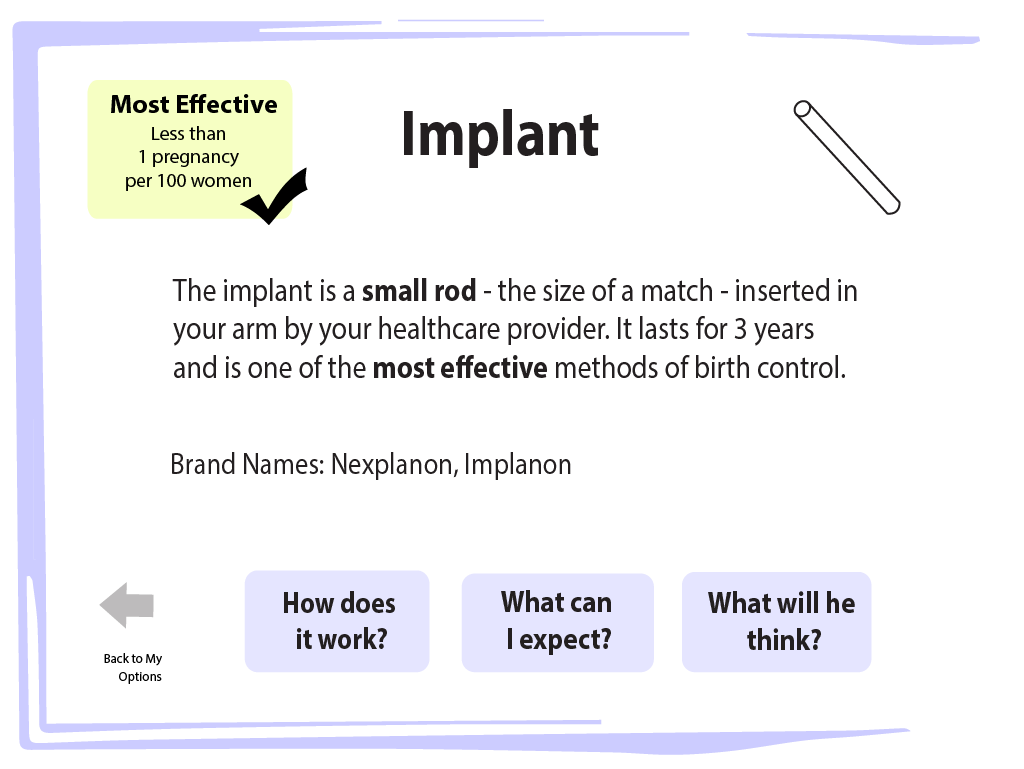 Most Effective
Less than
1 pregnancy
per 100 women
Implant
The implant is a small rod - the size of a match - inserted in
your arm by your healthcare provider. It lasts for 3 years
and is one of the most effective methods of birth control.
Brand Names: Nexplanon, Implanon
Back to My
Options
How does
it work?
What can
I expect?
What will he
think?